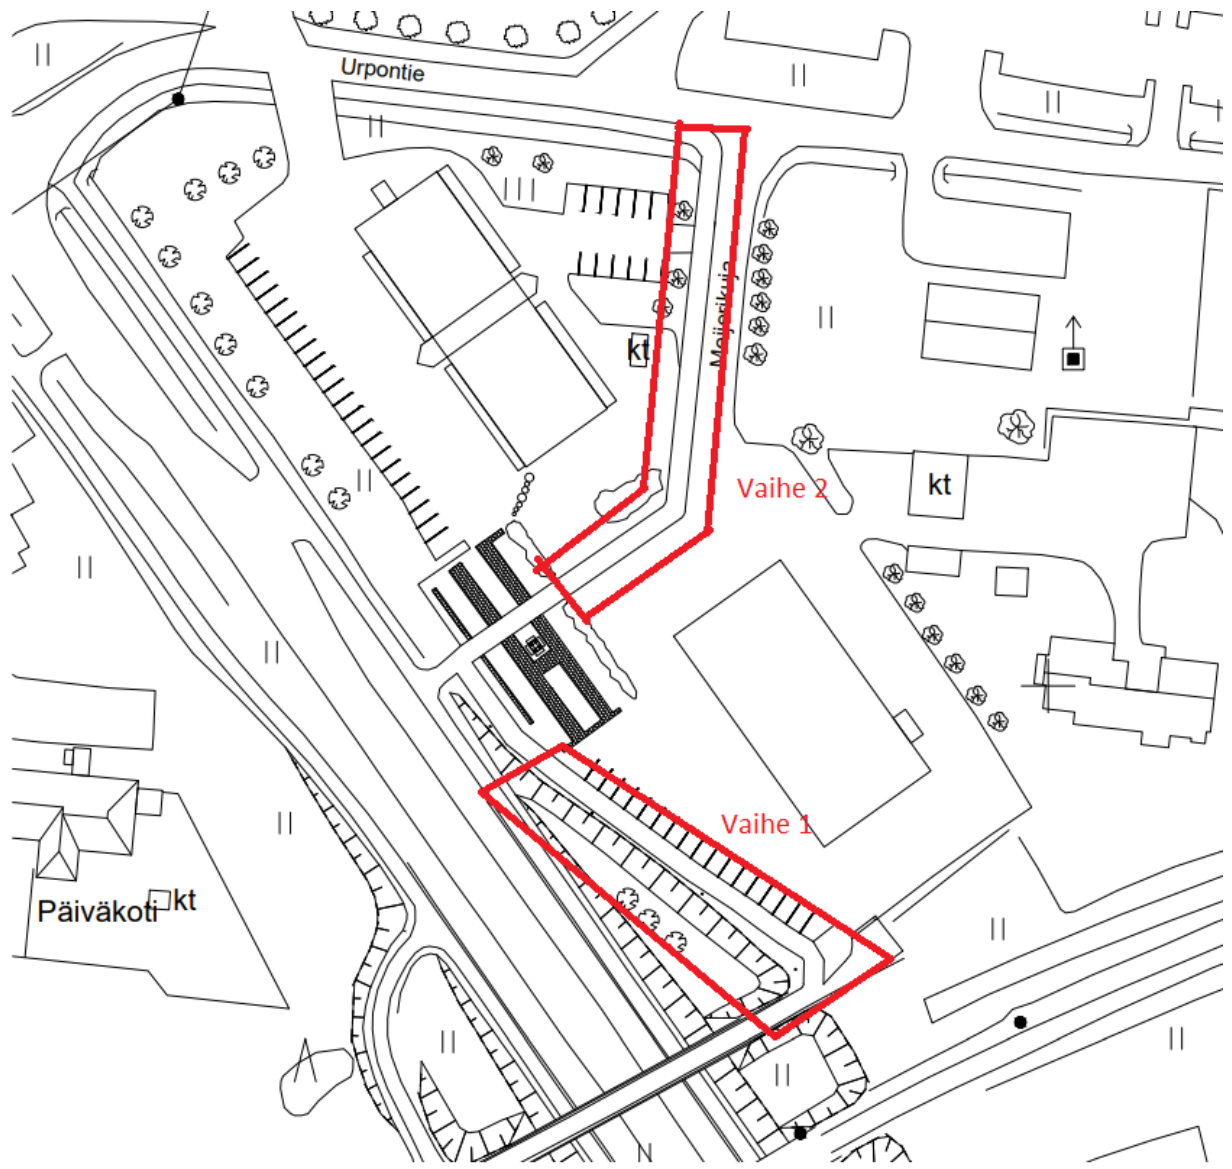 Urpontie
Meijerikuja
kt
Vaihe 2
kt
Vaihe 1
Päiväkoti
kt